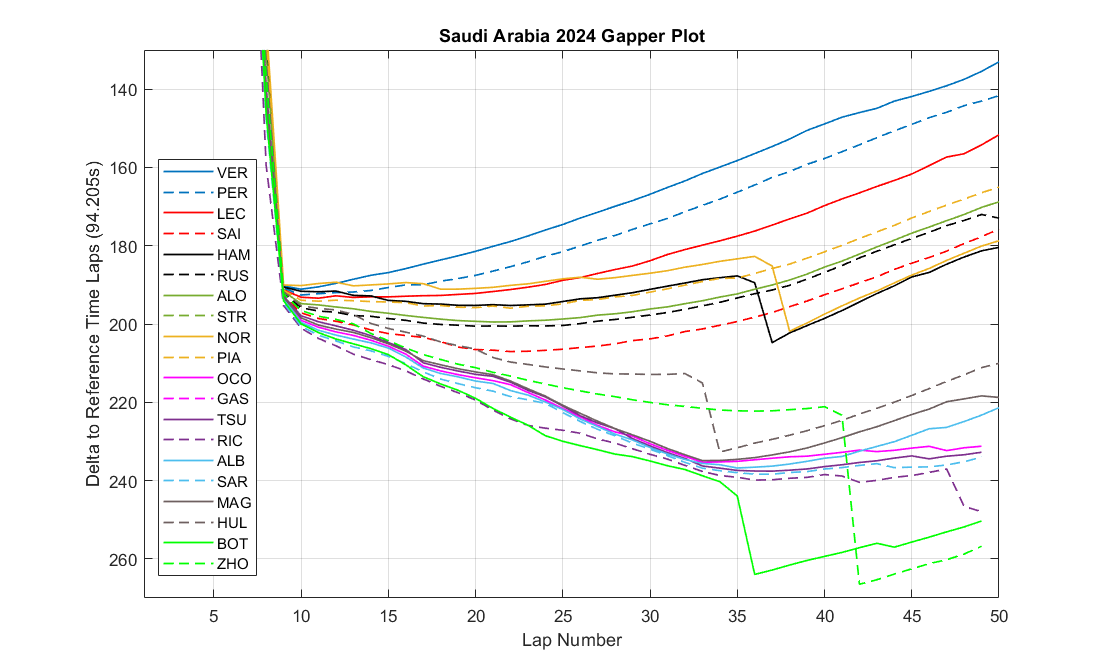 Saudi Arabia 2024 Gapper Plot
Delta to Reference Time Laps (94.205s)
140
160
180
200
220
240
260
VER
PER
LEC
SAI
HAM
RUS
ALO
STR
NOR
PIA
OCO
GAS
TSU
RIC
ALB
SAR
MAG
HUL
BOT
ZHO
5 10 15 20 25 30 35 40 45 50
Lap Number